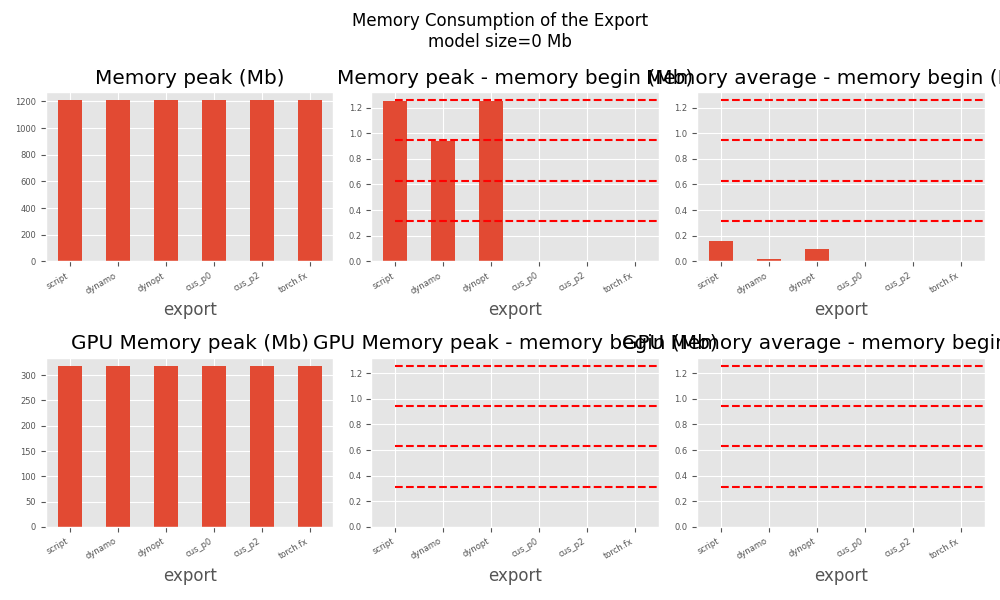 Memory Consumption of the Export
model size=0 Mb
Memory peak (Mb)
Memory peak - memory begin (Mb)
Memory average - memory begin (
1200
1000
800
600
400
200
0
script
dynamo
dynopt
cus_p0
cus_p2
torch.fx
export
1.2
1.0
0.8
0.6
0.4
0.2
0.0
script
dynamo
dynopt
cus_p0
cus_p2
torch.fx
export
1.2
1.0
0.8
0.6
0.4
0.2
0.0
script
dynamo
dynopt
cus_p0
cus_p2
torch.fx
export
GPU Memory peak (Mb)
GPU Memory peak - memory begin (Mb)
GPU Memory average - memory begin
300
250
200
150
100
50
0
script
dynamo
dynopt
cus_p0
cus_p2
torch.fx
export
1.2
1.0
0.8
0.6
0.4
0.2
0.0
script
dynamo
dynopt
cus_p0
cus_p2
torch.fx
export
1.2
1.0
0.8
0.6
0.4
0.2
0.0
script
dynamo
dynopt
cus_p0
cus_p2
torch.fx
export